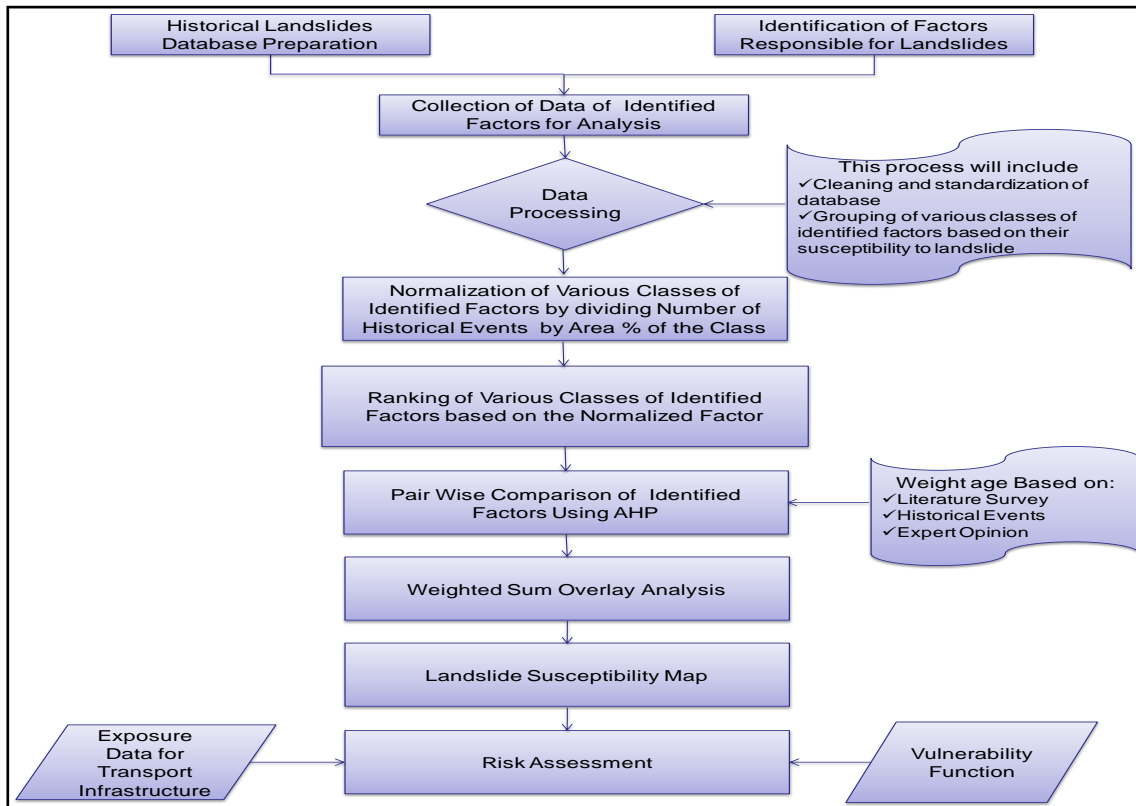 Historical Landslides
Database Preparation
Identification of Factors
Responsible for Landslides
Collection of Data of Identified
Factors for Analysis
Data
Processing
This process will include
✓Cleaning and standardization of
database
✓Grouping of various classes of
identified factors based on their
susceptibility to landslide
Normalization of Various Classes of
Identified Factors by dividing Number of
Historical Events by Area % of the Class
Ranking of Various Classes of Identified
Factors based on the Normalized Factor
Pair Wise Comparison of Identified
Factors Using AHP
Weight age Based on:
✓Literature Survey
✓Historical Events
✓Expert Opinion
Weighted Sum Overlay Analysis
Landslide Susceptibility Map
Exposure
Data for
Transport
Infrastructure
Risk Assessment
Vulnerability
Function